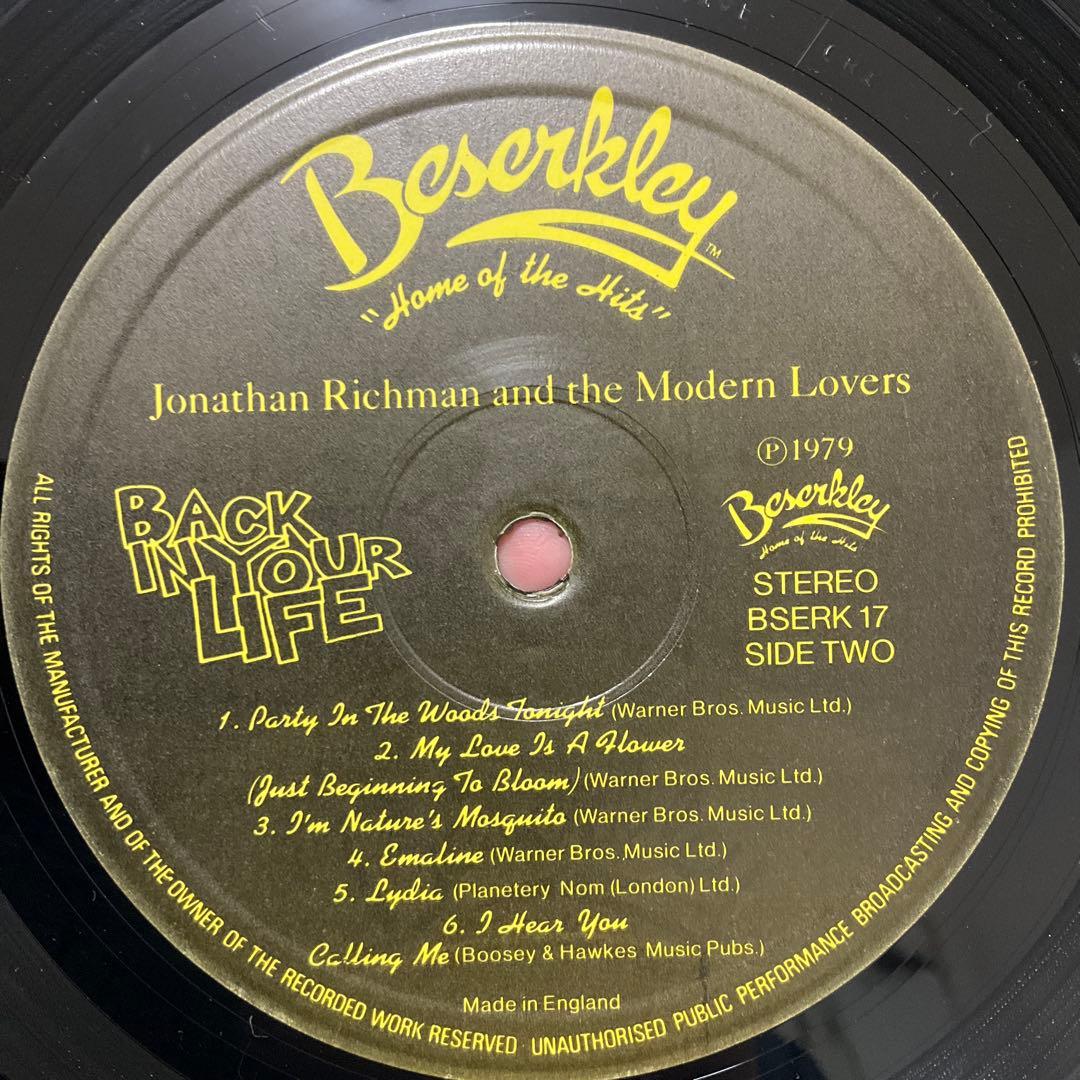 Beserkley™
"Home of the Hits"
Jonathan Richman and the Modern Lovers
℗1979
BACK
IN YOUR
LIFE
Beserkley
Home of the Hits
STEREO
BSERK 17
SIDE TWO
1. Party In The Woods Tonight (Warner Bros. Music Ltd.)
2. My Love Is A Flower
(Just Beginning To Bloom) (Warner Bros. Music Ltd.)
3. I'm Nature's Mosquito (Warner Bros. Music Ltd.)
4. Emaline (Warner Bros. Music Ltd.)
5. Lydia (Planetery Nom (London) Ltd.)
6. I Hear You
Calling Me (Boosey & Hawkes Music Pubs.)
Made in England
ALL RIGHTS OF THE MANUFACTURER AND OF THE OWNER OF THE RECORDED WORK RESERVED UNAUTHORISED PUBLIC PERFORMANCE BROADCASTING AND COPYING OF THIS RECORD PROHIBITED